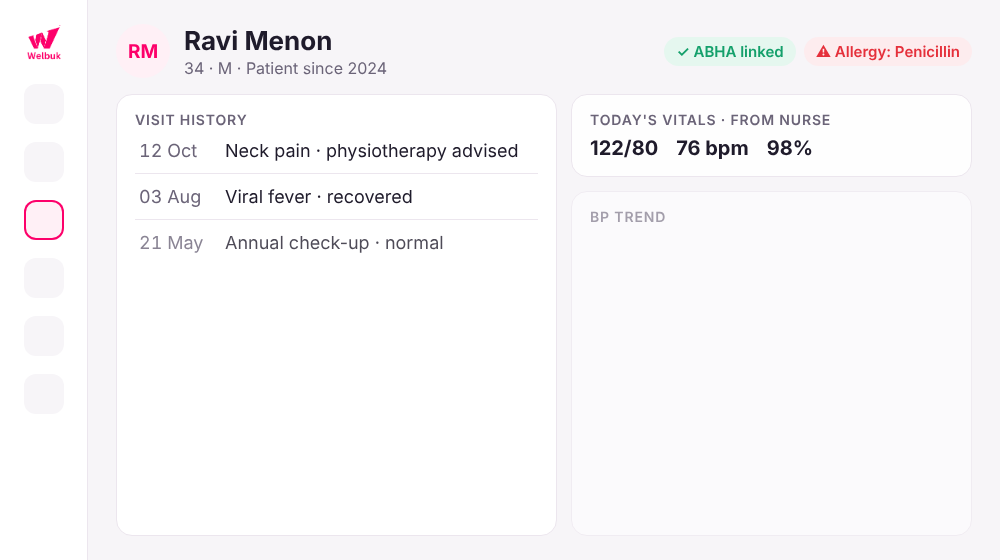 Welbuk
RM
Ravi Menon
34 · M · Patient since 2024
✓ ABHA linked
⚠ Allergy: Penicillin
VISIT HISTORY
12 Oct Neck pain · physiotherapy advised
03 Aug Viral fever · recovered
21 May Annual check-up · normal
TODAY'S VITALS · FROM NURSE
122/80 76 bpm 98%
BP TREND